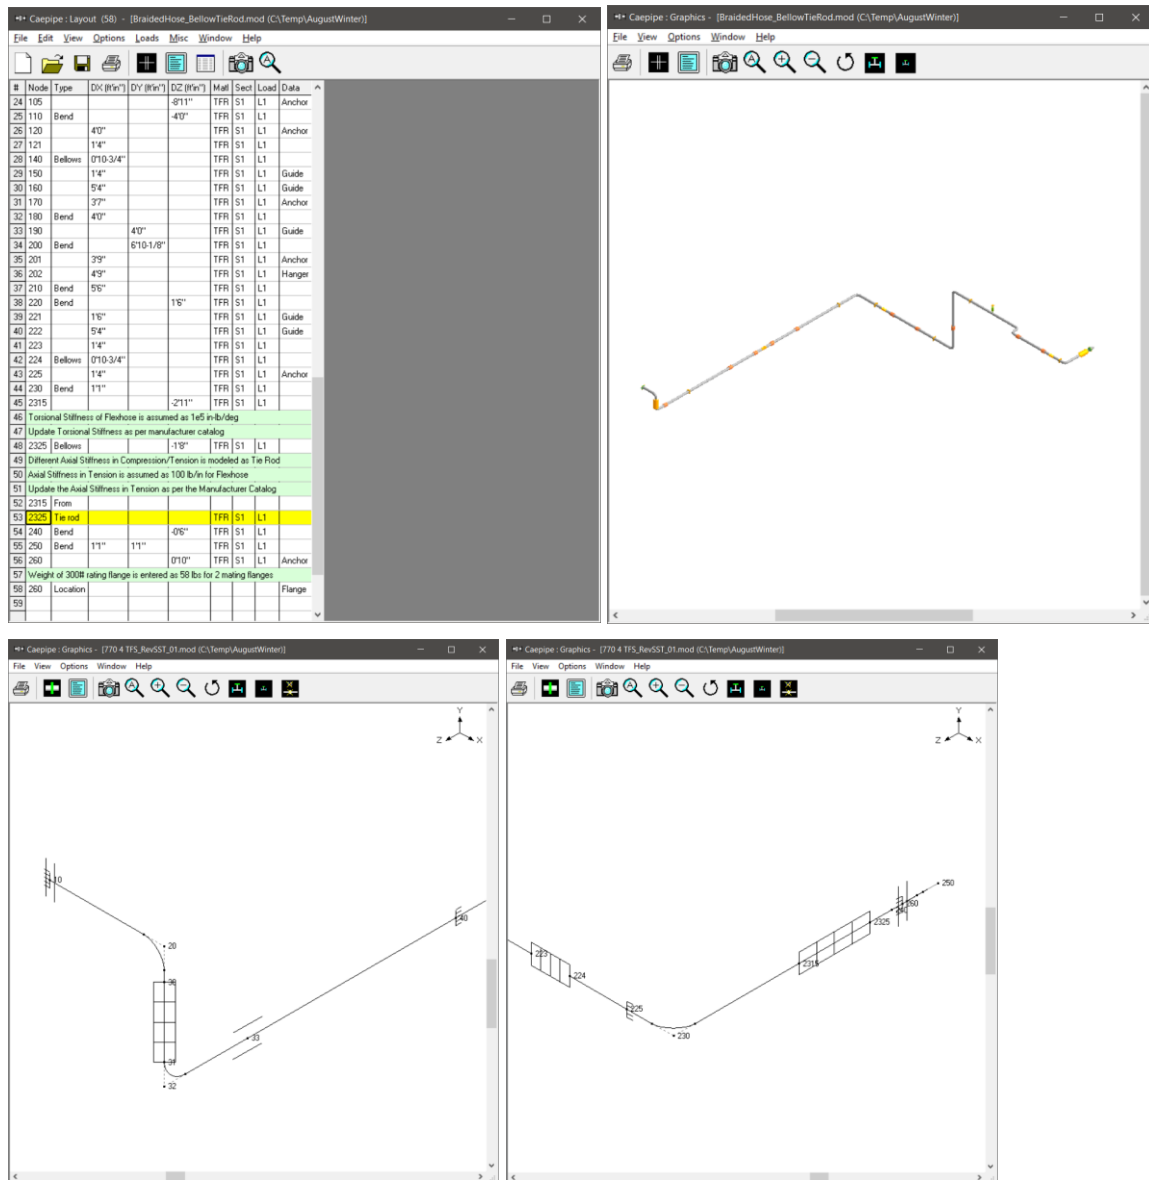 Caepipe : Layout (58) - [BraidedHose_BellowTieRod.mod (C:\Temp\AugustWinter)]
File Edit View Options Loads Misc Window Help
# Node Type DX (ft'in") DY (ft'in") DZ (ft'in") Matl Sect Load Data
24 105 -8'11" TFR S1 L1 Anchor
25 110 Bend -4'0" TFR S1 L1
26 120 4'0" TFR S1 L1 Anchor
27 121 1'4" TFR S1 L1
28 140 Bellows 0'10-3/4" TFR S1 L1
29 150 1'4" TFR S1 L1 Guide
30 160 5'4" TFR S1 L1 Guide
31 170 3'7" TFR S1 L1 Anchor
32 180 Bend 4'0" TFR S1 L1
33 190 4'0" TFR S1 L1 Guide
34 200 Bend 6'10-1/8" TFR S1 L1
35 201 3'9" TFR S1 L1 Anchor
36 202 4'9" TFR S1 L1 Hanger
37 210 Bend 5'6" TFR S1 L1
38 220 Bend 1'6" TFR S1 L1
39 221 1'6" TFR S1 L1 Guide
40 222 5'4" TFR S1 L1 Guide
41 223 1'4" TFR S1 L1
42 224 Bellows 0'10-3/4" TFR S1 L1
43 225 1'4" TFR S1 L1 Anchor
44 230 Bend 1'1" TFR S1 L1
45 2315 -2'11" TFR S1 L1
46 Torsional Stiffness of Flexhose is assumed as 1e5 in-lb/deg
47 Update Torsional Stiffness as per manufacturer catalog
48 2325 Bellows -1'8" TFR S1 L1
49 Different Axial Stiffness in Compression/Tension is modeled as Tie Rod
50 Axial Stiffness in Tension is assumed as 100 lb/in for Flexhose
51 Update the Axial Stiffness in Tension as per the Manufacturer Catalog
52 2315 From
53 2325 Tie rod TFR S1 L1
54 240 Bend -0'6" TFR S1 L1
55 250 Bend 1'1" 1'1" TFR S1 L1
56 260 0'10" TFR S1 L1 Anchor
57 Weight of 300# rating flange is entered as 58 lbs for 2 mating flanges
58 260 Location Flange
59
Caepipe : Graphics - [BraidedHose_BellowTieRod.mod (C:\Temp\AugustWinter)]
File View Options Window Help
Caepipe : Graphics - [770 4 TFS_RevSST_01.mod (C:\Temp\AugustWinter)]
File View Options Window Help
Y
Z X
10
20
30
31
32
33
40
Caepipe : Graphics - [770 4 TFS_RevSST_01.mod (C:\Temp\AugustWinter)]
File View Options Window Help
Y
Z X
250
260
2325
2315
223
224
225
230